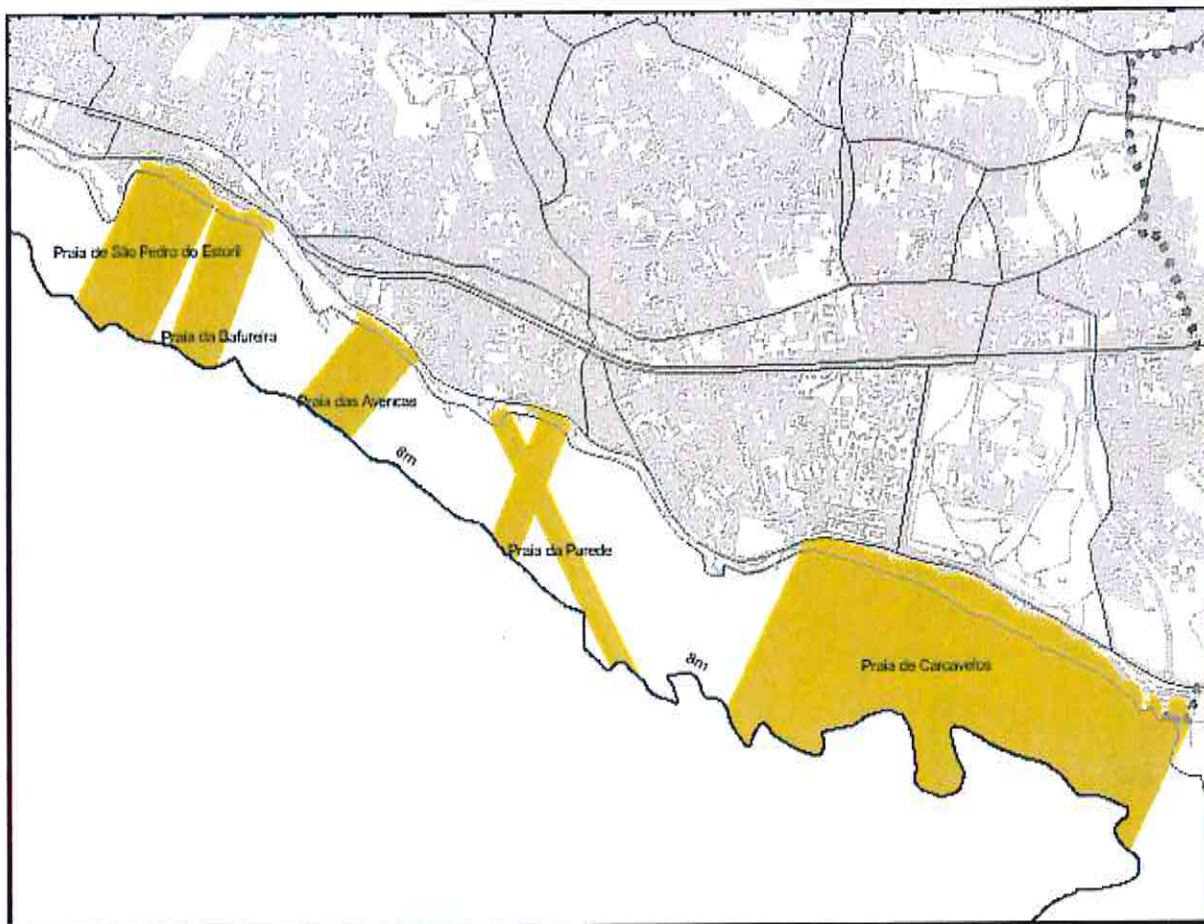 Praia de São Pedro do Estoril
Praia da Bafureira
Praia das Avencas
8m
Praia da Parede
8m
Praia de Carcavelos